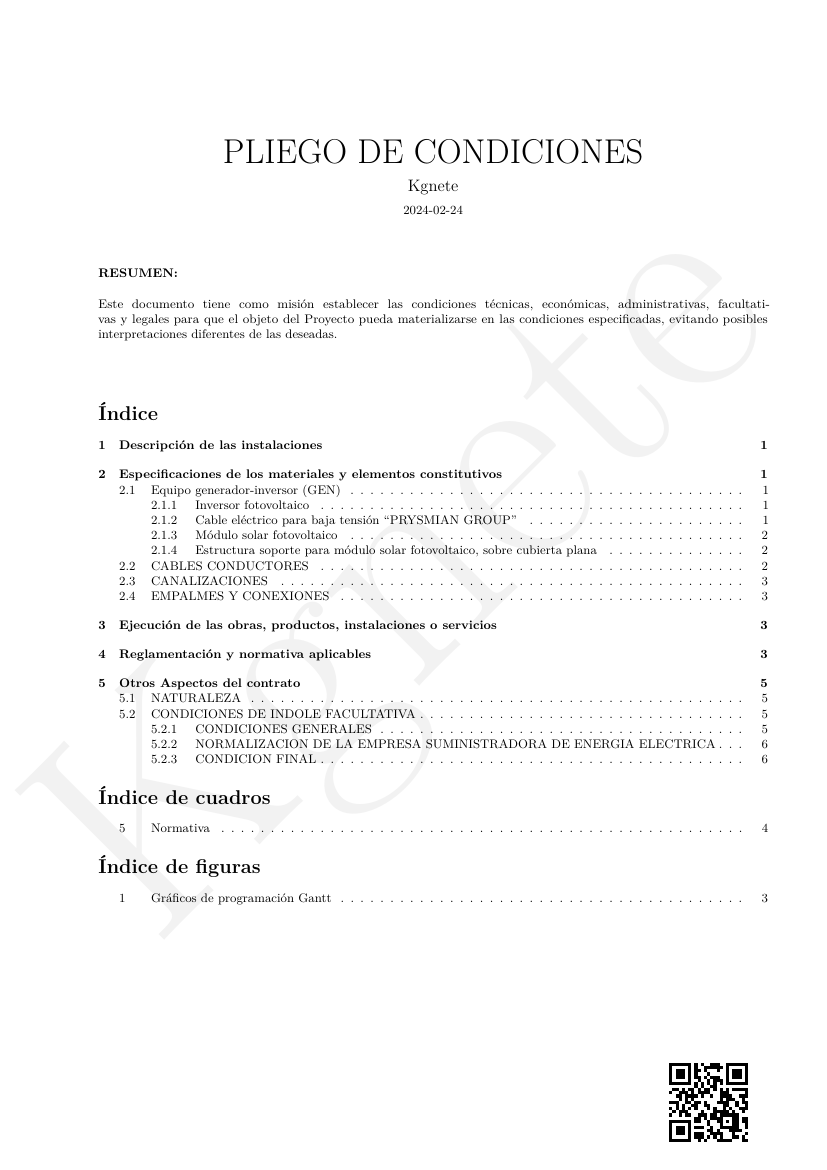 PLIEGO DE CONDICIONES
Kgnete
2024-02-24
RESUMEN:
Este documento tiene como misión establecer las condiciones técnicas, económicas, administrativas, facultati-
vas y legales para que el objeto del Proyecto pueda materializarse en las condiciones especificadas, evitando posibles
interpretaciones diferentes de las deseadas.
Índice
1 Descripción de las instalaciones 1
2 Especificaciones de los materiales y elementos constitutivos 1
2.1 Equipo generador-inversor (GEN) . . . . . . . . . . . . . . . . . . . . . . . . . . . . . . . . . . . . . . . 1
2.1.1 Inversor fotovoltaico . . . . . . . . . . . . . . . . . . . . . . . . . . . . . . . . . . . . . . . . . . 1
2.1.2 Cable eléctrico para baja tensión “PRYSMIAN GROUP” . . . . . . . . . . . . . . . . . . . . . . 1
2.1.3 Módulo solar fotovoltaico . . . . . . . . . . . . . . . . . . . . . . . . . . . . . . . . . . . . . . . 2
2.1.4 Estructura soporte para módulo solar fotovoltaico, sobre cubierta plana . . . . . . . . . . . . . . 2
2.2 CABLES CONDUCTORES . . . . . . . . . . . . . . . . . . . . . . . . . . . . . . . . . . . . . . . . . . 2
2.3 CANALIZACIONES . . . . . . . . . . . . . . . . . . . . . . . . . . . . . . . . . . . . . . . . . . . . . . 3
2.4 EMPALMES Y CONEXIONES . . . . . . . . . . . . . . . . . . . . . . . . . . . . . . . . . . . . . . . . 3
3 Ejecución de las obras, productos, instalaciones o servicios 3
4 Reglamentación y normativa aplicables 3
5 Otros Aspectos del contrato 5
5.1 NATURALEZA . . . . . . . . . . . . . . . . . . . . . . . . . . . . . . . . . . . . . . . . . . . . . . . . . 5
5.2 CONDICIONES DE INDOLE FACULTATIVA . . . . . . . . . . . . . . . . . . . . . . . . . . . . . . . . 5
5.2.1 CONDICIONES GENERALES . . . . . . . . . . . . . . . . . . . . . . . . . . . . . . . . . . . . 5
5.2.2 NORMALIZACION DE LA EMPRESA SUMINISTRADORA DE ENERGIA ELECTRICA . . . 6
5.2.3 CONDICION FINAL . . . . . . . . . . . . . . . . . . . . . . . . . . . . . . . . . . . . . . . . . . 6
Índice de cuadros
5 Normativa . . . . . . . . . . . . . . . . . . . . . . . . . . . . . . . . . . . . . . . . . . . . . . . . . . . . 4
Índice de figuras
1 Gráficos de programación Gantt . . . . . . . . . . . . . . . . . . . . . . . . . . . . . . . . . . . . . . . . 3
Kgnete